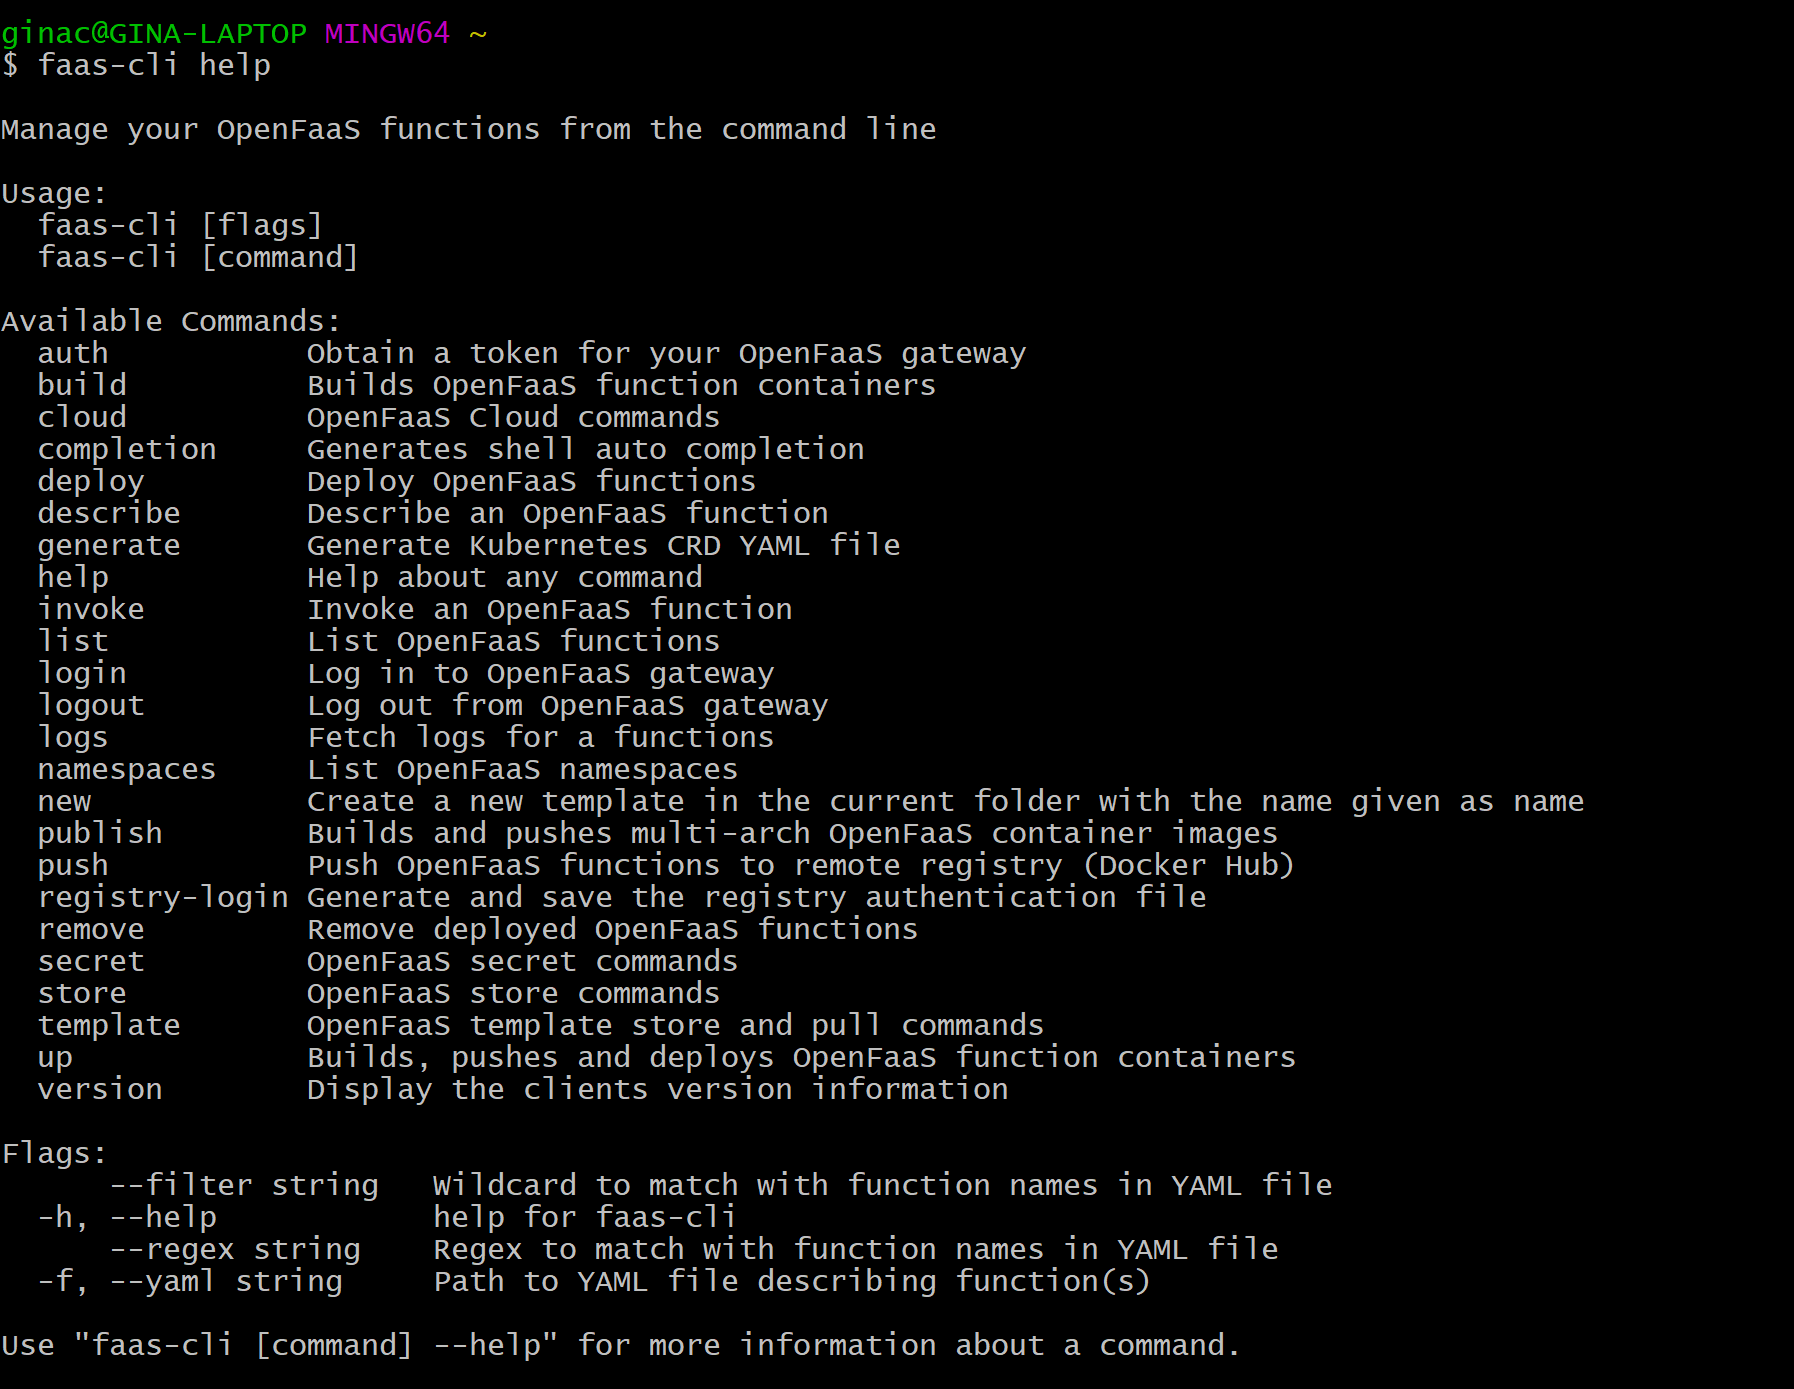 ginac@GINA-LAPTOP MINGW64 ~
$ faas-cli help

Manage your OpenFaaS functions from the command line

Usage:
  faas-cli [flags]
  faas-cli [command]

Available Commands:
  auth           Obtain a token for your OpenFaaS gateway
  build          Builds OpenFaaS function containers
  cloud          OpenFaaS Cloud commands
  completion     Generates shell auto completion
  deploy         Deploy OpenFaaS functions
  describe       Describe an OpenFaaS function
  generate       Generate Kubernetes CRD YAML file
  help           Help about any command
  invoke         Invoke an OpenFaaS function
  list           List OpenFaaS functions
  login          Log in to OpenFaaS gateway
  logout         Log out from OpenFaaS gateway
  logs           Fetch logs for a functions
  namespaces     List OpenFaaS namespaces
  new            Create a new template in the current folder with the name given as name
  publish        Builds and pushes multi-arch OpenFaaS container images
  push           Push OpenFaaS functions to remote registry (Docker Hub)
  registry-login Generate and save the registry authentication file
  remove         Remove deployed OpenFaaS functions
  secret         OpenFaaS secret commands
  store          OpenFaaS store commands
  template       OpenFaaS template store and pull commands
  up             Builds, pushes and deploys OpenFaaS function containers
  version        Display the clients version information

Flags:
      --filter string   Wildcard to match with function names in YAML file
  -h, --help            help for faas-cli
      --regex string    Regex to match with function names in YAML file
  -f, --yaml string     Path to YAML file describing function(s)

Use "faas-cli [command] --help" for more information about a command.